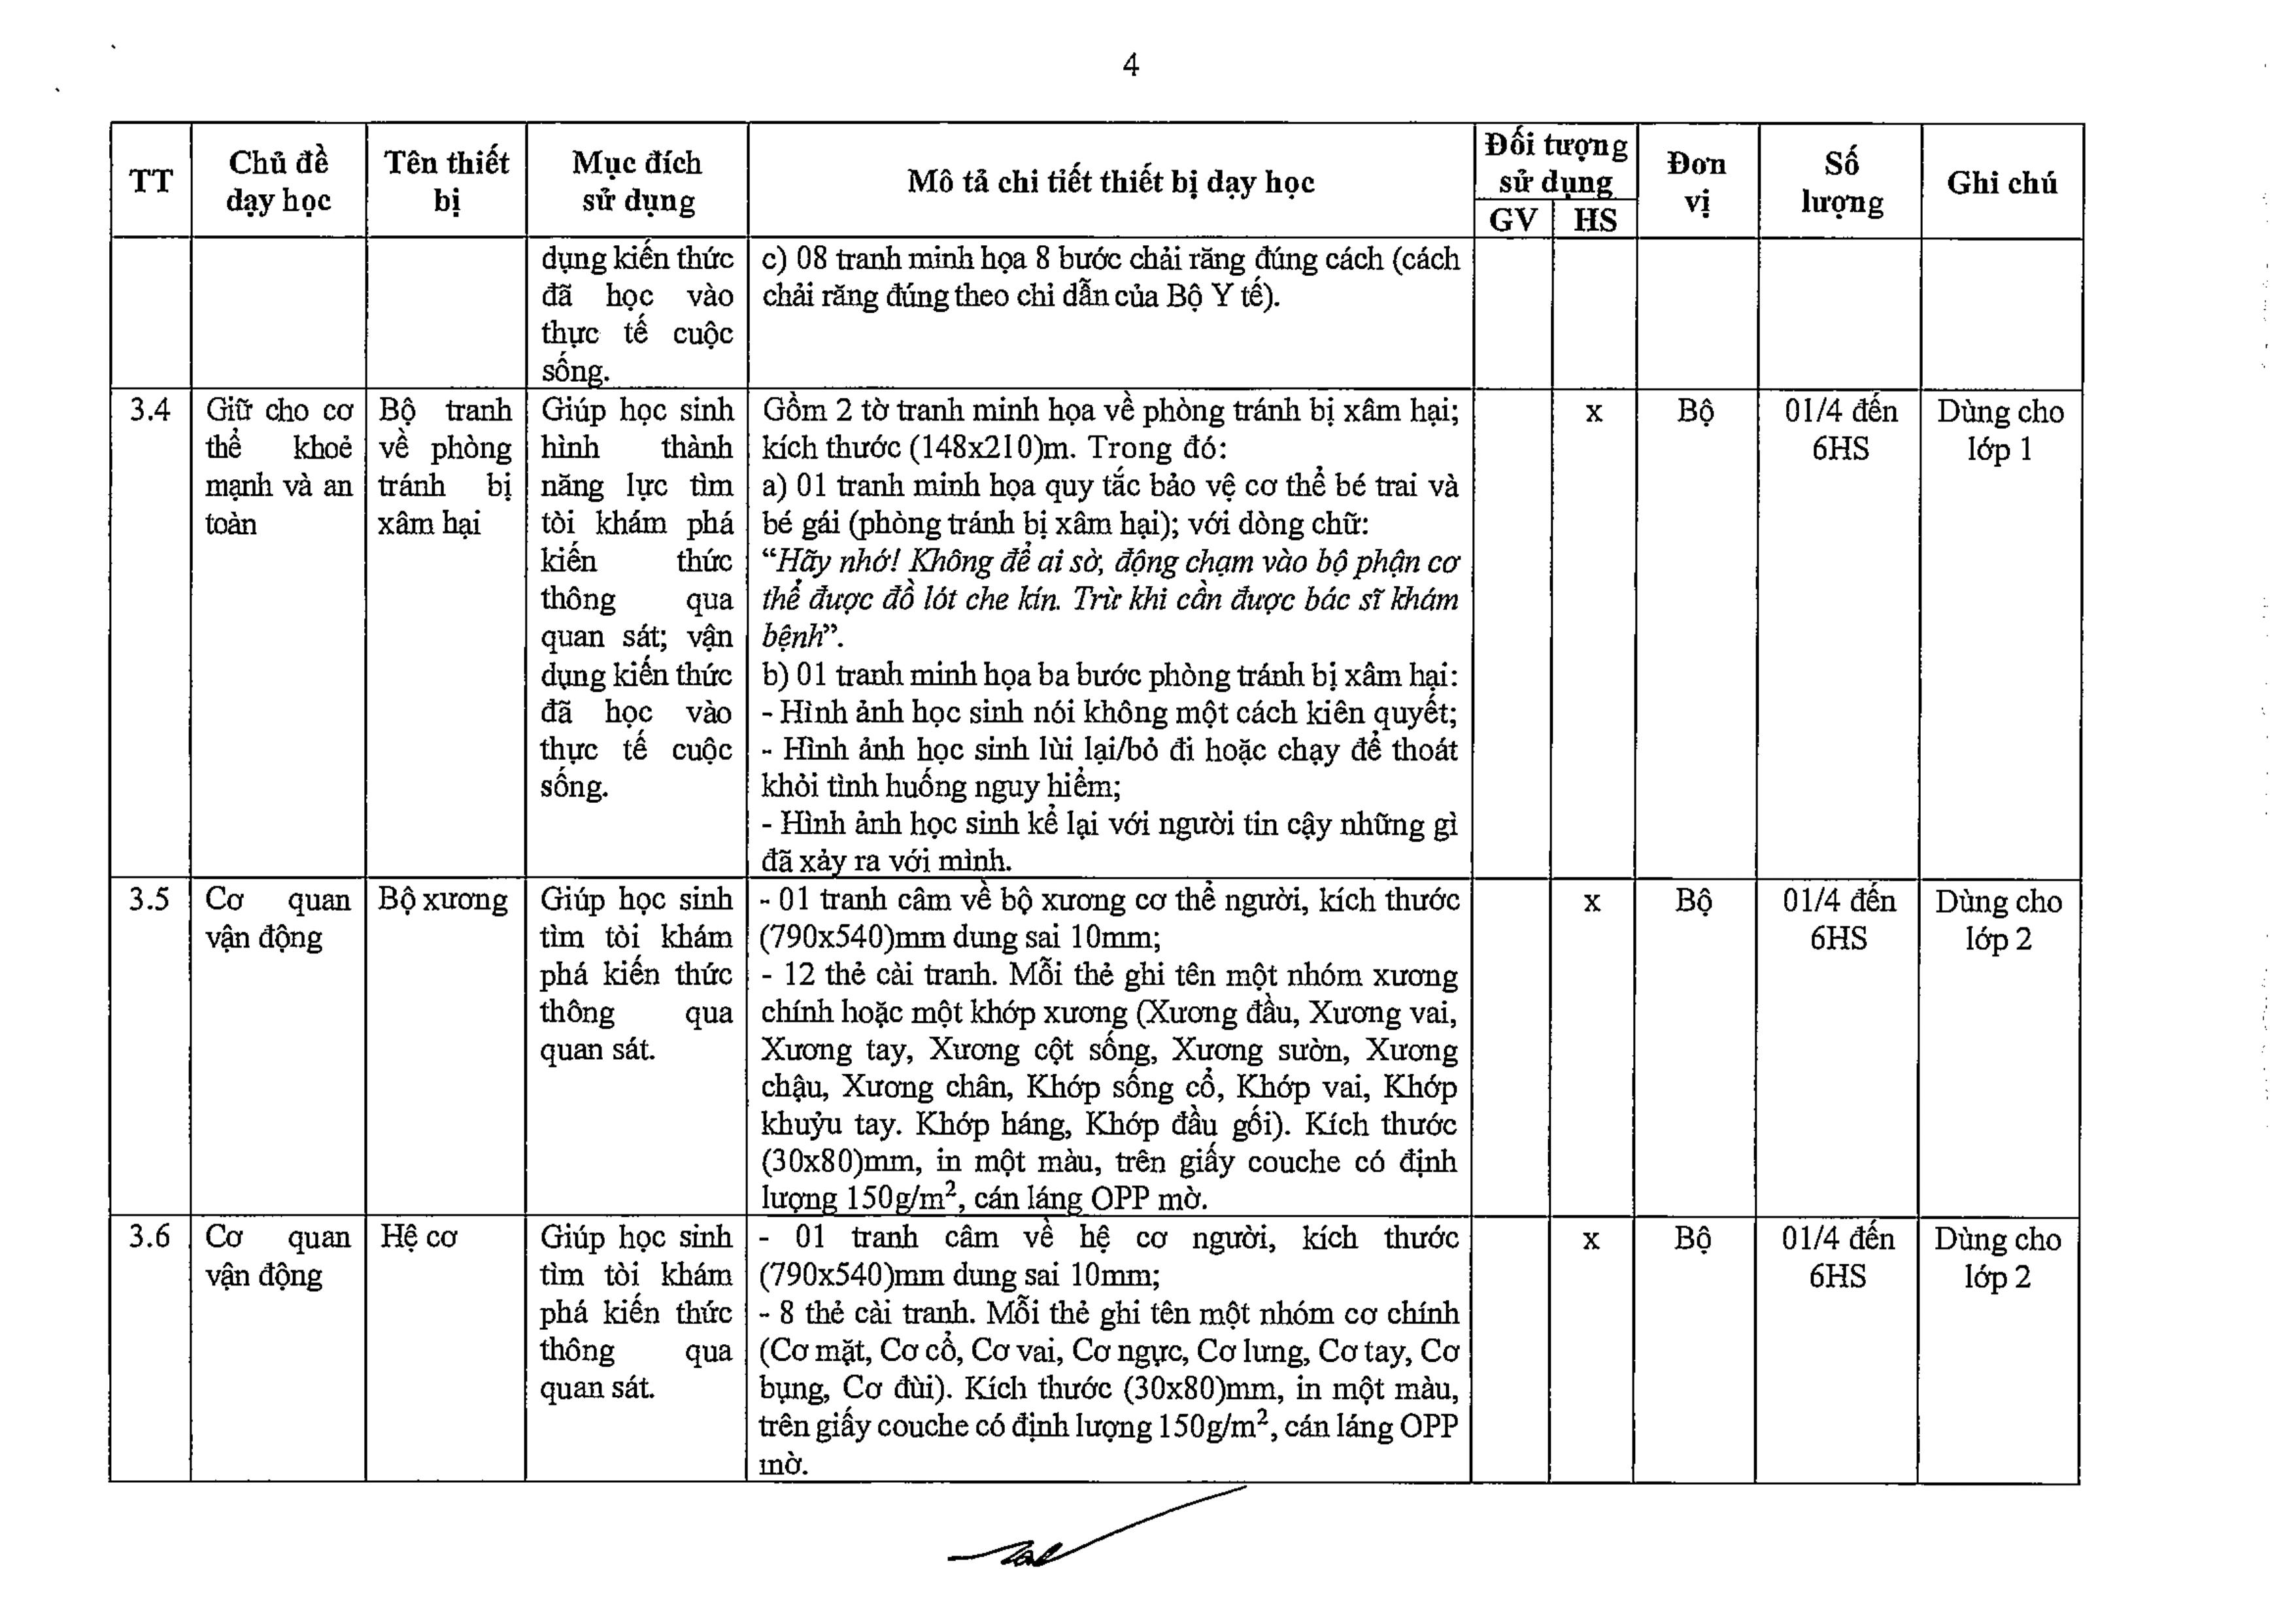 4
TT
Chủ đề
dạy học
Tên thiết
bị
Mục đích
sử dụng
Mô tả chi tiết thiết bị dạy học
Đối tượng
sử dụng
GV
HS
Đơn
vị
Số
lượng
Ghi chú
dụng kiến thức
đã học vào
thực tế cuộc
sống.
c) 08 tranh minh họa 8 bước chải răng đúng cách (cách
chải răng đúng theo chỉ dẫn của Bộ Y tế).
3.4
Giữ cho cơ
thể khoẻ
mạnh và an
toàn
Bộ tranh
về phòng
tránh bị
xâm hại
Giúp học sinh
hình thành
năng lực tìm
tòi khám phá
kiến thức
thông qua
quan sát; vận
dụng kiến thức
đã học vào
thực tế cuộc
sống.
Gồm 2 tờ tranh minh họa về phòng tránh bị xâm hại;
kích thước (148x210)m. Trong đó:
a) 01 tranh minh họa quy tắc bảo vệ cơ thể bé trai và
bé gái (phòng tránh bị xâm hại); với dòng chữ:
“Hãy nhớ! Không để ai sờ, động chạm vào bộ phận cơ
thể được đồ lót che kín. Trừ khi cần được bác sĩ khám
bệnh”.
b) 01 tranh minh họa ba bước phòng tránh bị xâm hại:
- Hình ảnh học sinh nói không một cách kiên quyết;
- Hình ảnh học sinh lùi lại/bỏ đi hoặc chạy để thoát
khỏi tình huống nguy hiểm;
- Hình ảnh học sinh kể lại với người tin cậy những gì
đã xảy ra với mình.
x
Bộ
01/4 đến
6HS
Dùng cho
lớp 1
3.5
Cơ quan
vận động
Bộ xương
Giúp học sinh
tìm tòi khám
phá kiến thức
thông qua
quan sát.
- 01 tranh câm về bộ xương cơ thể người, kích thước
(790x540)mm dung sai 10mm;
- 12 thẻ cài tranh. Mỗi thẻ ghi tên một nhóm xương
chính hoặc một khớp xương (Xương đầu, Xương vai,
Xương tay, Xương cột sống, Xương sườn, Xương
chậu, Xương chân, Khớp sống cổ, Khớp vai, Khớp
khuỷu tay. Khớp háng, Khớp đầu gối). Kích thước
(30x80)mm, in một màu, trên giấy couche có định
lượng 150g/m², cán láng OPP mờ.
x
Bộ
01/4 đến
6HS
Dùng cho
lớp 2
3.6
Cơ quan
vận động
Hệ cơ
Giúp học sinh
tìm tòi khám
phá kiến thức
thông qua
quan sát.
- 01 tranh câm về hệ cơ người, kích thước
(790x540)mm dung sai 10mm;
- 8 thẻ cài tranh. Mỗi thẻ ghi tên một nhóm cơ chính
(Cơ mặt, Cơ cổ, Cơ vai, Cơ ngực, Cơ lưng, Cơ tay, Cơ
bụng, Cơ đùi). Kích thước (30x80)mm, in một màu,
trên giấy couche có định lượng 150g/m², cán láng OPP
mờ.
x
Bộ
01/4 đến
6HS
Dùng cho
lớp 2